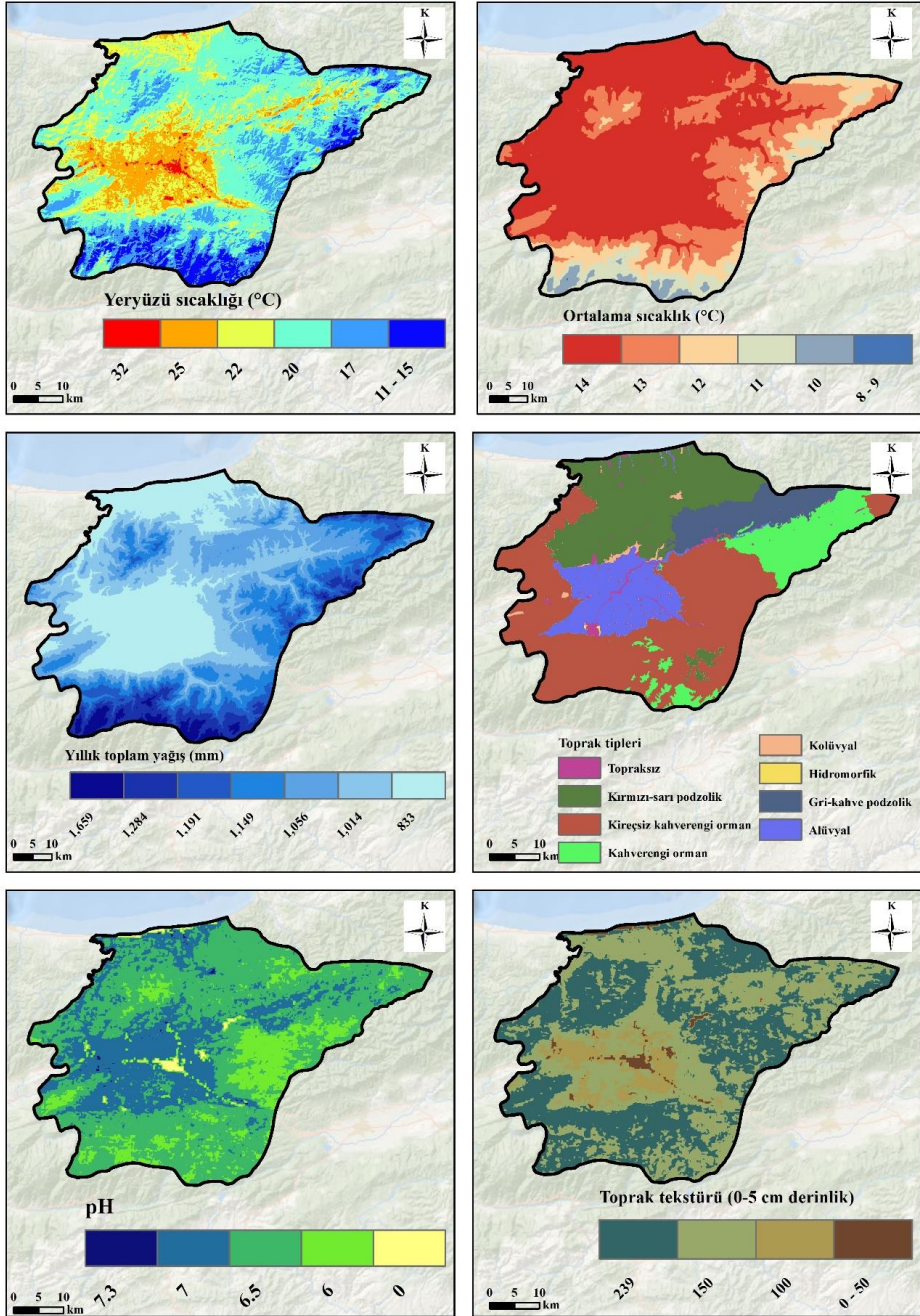 K
Yeryüzü sıcaklığı (°C)
32 25 22 20 17 11 - 15
0 5 10
km
K
Ortalama sıcaklık (°C)
14 13 12 11 10 8 - 9
0 5 10
km
K
Yıllık toplam yağış (mm)
1,659 1,284 1,191 1,149 1,056 1,014 833
0 5 10
km
K
Toprak tipleri
Topraksız
Kırmızı-sarı podzolik
Kireçsiz kahverengi orman
Kahverengi orman
Kolüvyal
Hidromorfik
Gri-kahve podzolik
Alüvyal
0 5 10
km
K
pH
7.3 7 6.5 6 0
0 5 10
km
K
Toprak tekstürü (0-5 cm derinlik)
239 150 100 0 - 50
0 5 10
km